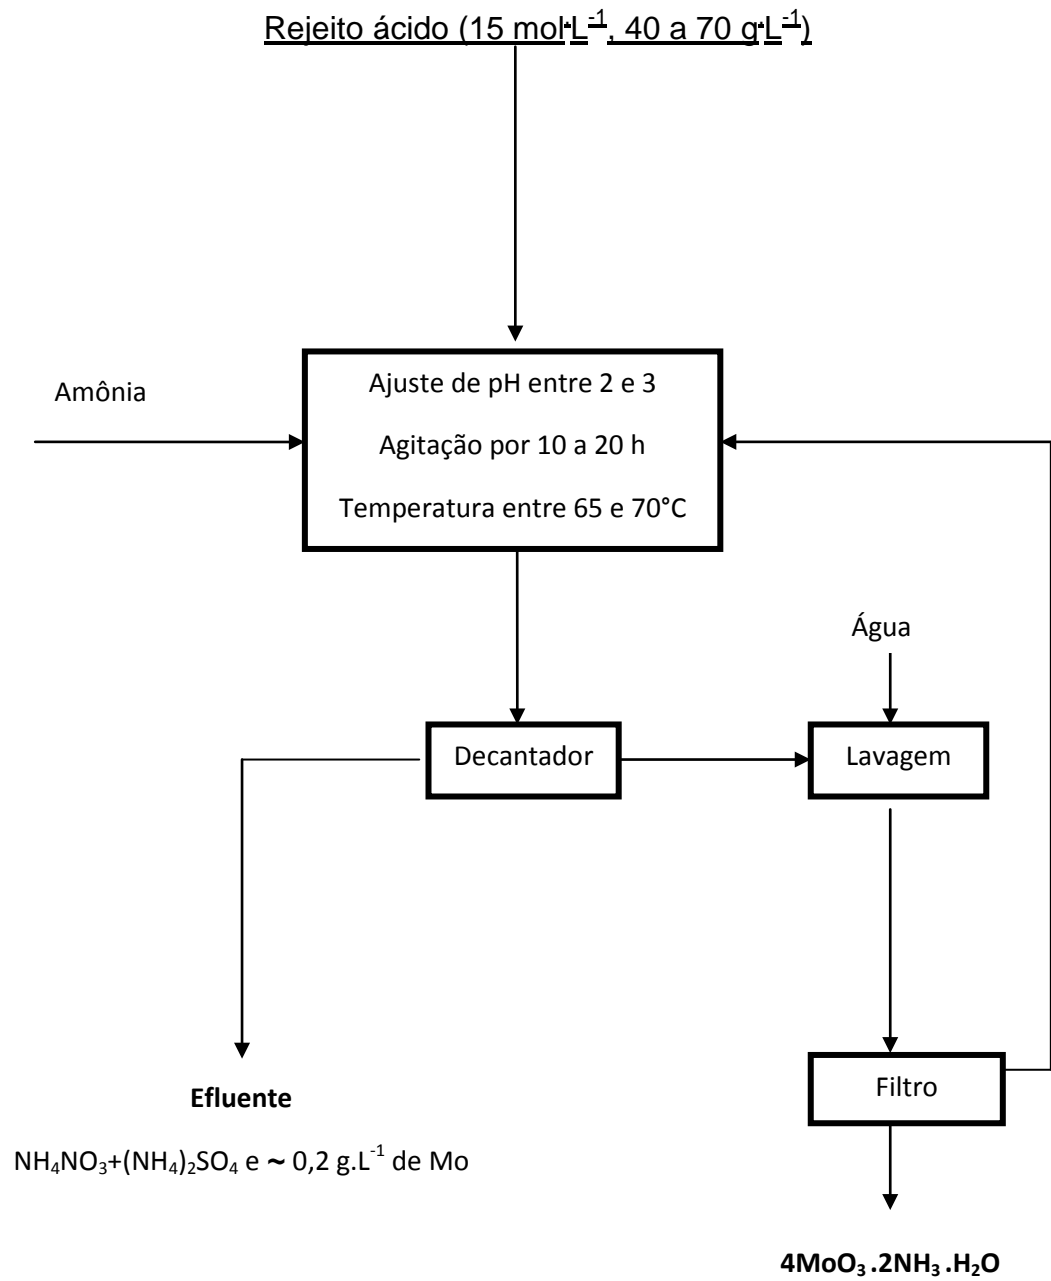 Rejeito ácido (15 mol·L⁻¹, 40 a 70 g·L⁻¹)
Amônia
Ajuste de pH entre 2 e 3
Agitação por 10 a 20 h
Temperatura entre 65 e 70°C
Água
Decantador
Lavagem
Filtro
Efluente
NH₄NO₃+(NH₄)₂SO₄ e ~ 0,2 g.L⁻¹ de Mo
4MoO₃.2NH₃.H₂O